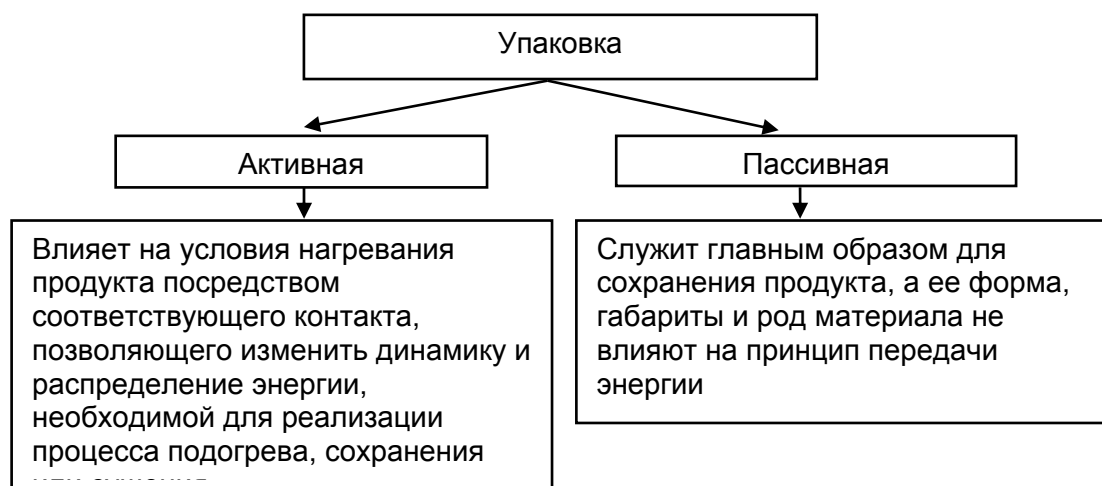 Упаковка
Активная
Пассивная
Влияет на условия нагревания
продукта посредством
соответствующего контакта,
позволяющего изменить динамику и
распределение энергии,
необходимой для реализации
процесса подогрева, сохранения
Служит главным образом для
сохранения продукта, а ее форма,
габариты и род материала не
влияют на принцип передачи
энергии